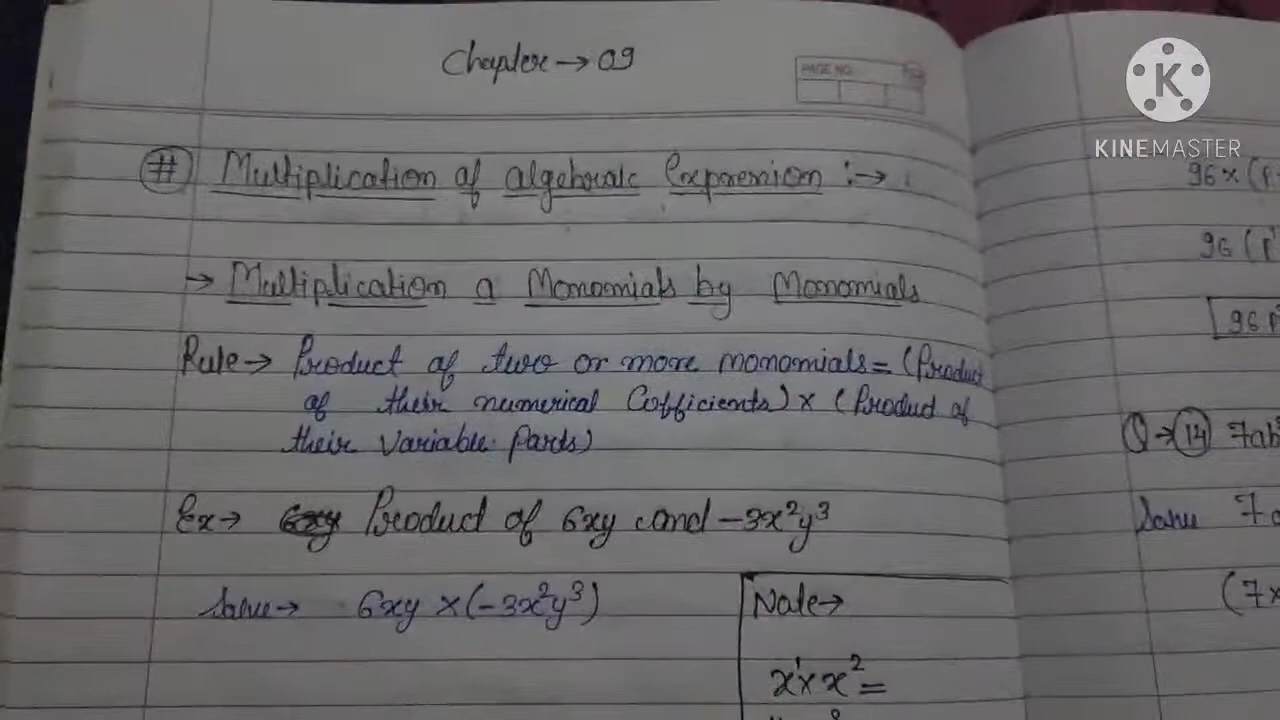 Chapter → 09
PAGE NO.
K
KINEMASTER
# Multiplication of algebraic Expression :→
→ Multiplication a Monomials by Monomials
Rule → Product of two or more monomials = (Product
of their numerical Cofficients) × (Product of
their Variable Parts)
Ex → 6xy Product of 6xy and -3x²y³
Solve → 6xy × (-3x²y³)
Note →
x¹ × x² =
96 × (p
96 (p
96 p
Q → 14 7ab
Solve 7a
(7×